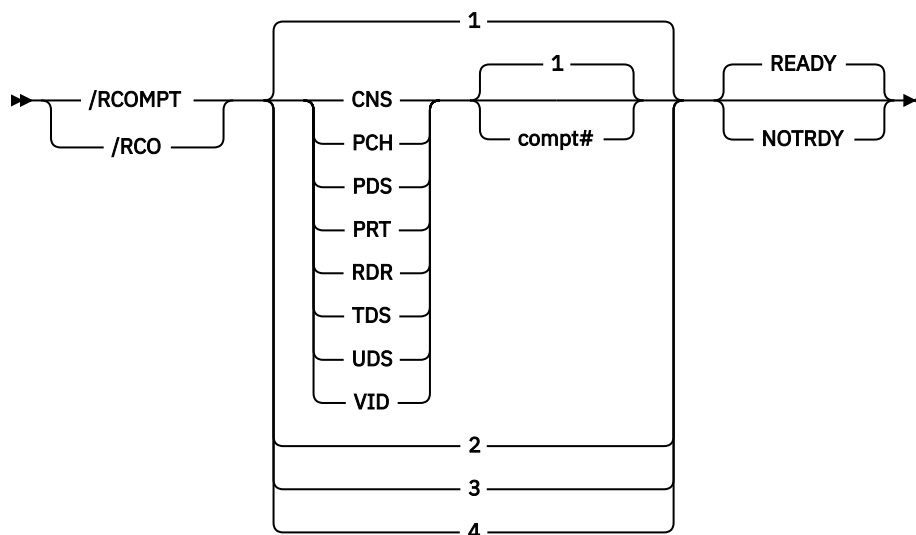 1
1 READY
/RCOMPT CNS
/RCO PCH compt# NOTRDY
PDS
PRT
RDR
TDS
UDS
VID
2
3
4